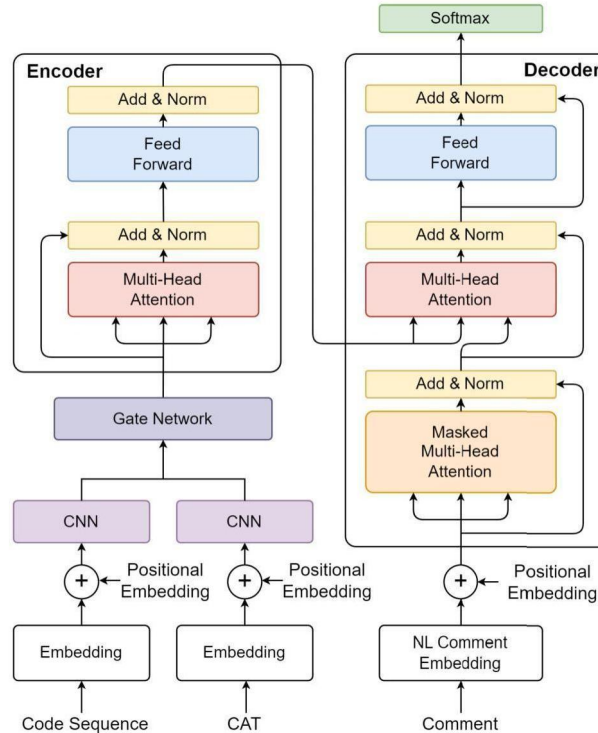 Softmax
Encoder
Add & Norm
Feed
Forward
Add & Norm
Multi-Head
Attention
Gate Network
CNN
CNN
+
Positional
Embedding
+
Positional
Embedding
Embedding
Embedding
Code Sequence
CAT
Decoder
Add & Norm
Feed
Forward
Add & Norm
Multi-Head
Attention
Add & Norm
Masked
Multi-Head
Attention
+
Positional
Embedding
NL Comment
Embedding
Comment